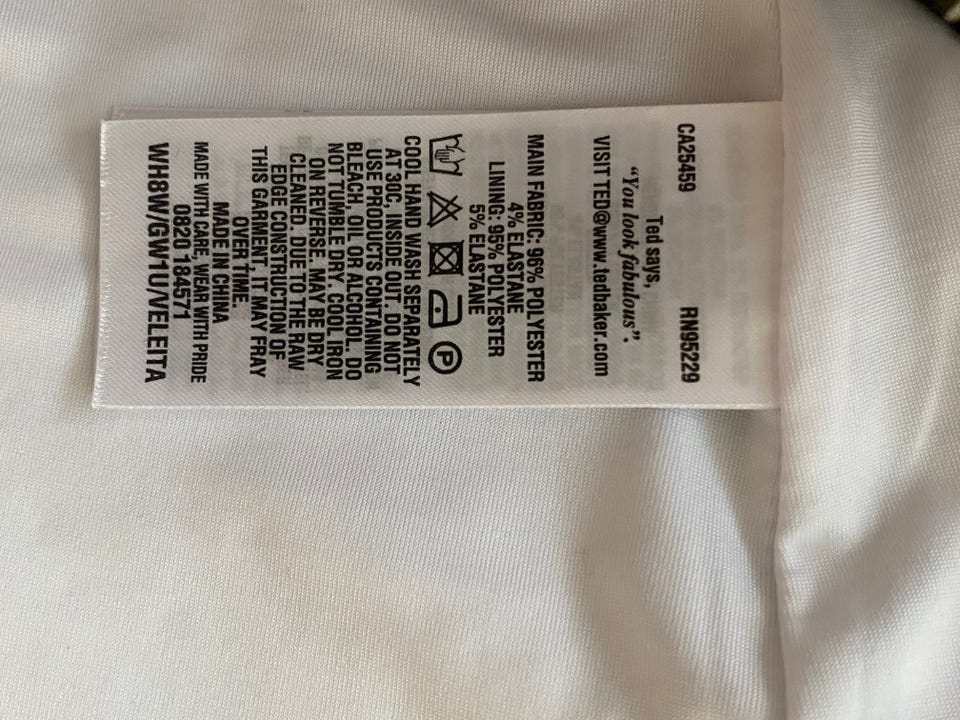 CA25459 RN95229
Ted says,
“You look fabulous”.
VISIT TED@www.tedbaker.com
MAIN FABRIC: 96% POLYESTER
4% ELASTANE
LINING: 95% POLYESTER
5% ELASTANE
P
COOL HAND WASH SEPARATELY
AT 30C, INSIDE OUT. DO NOT
USE PRODUCTS CONTAINING
BLEACH, OIL OR ALCOHOL. DO
NOT TUMBLE DRY. COOL IRON
ON REVERSE. MAY BE DRY
CLEANED. DUE TO THE RAW
EDGE CONSTRUCTION OF
THIS GARMENT, IT MAY FRAY
OVER TIME.
MADE IN CHINA
MADE WITH CARE, WEAR WITH PRIDE
0820 184571
WH8W/GW1U/VELEITA